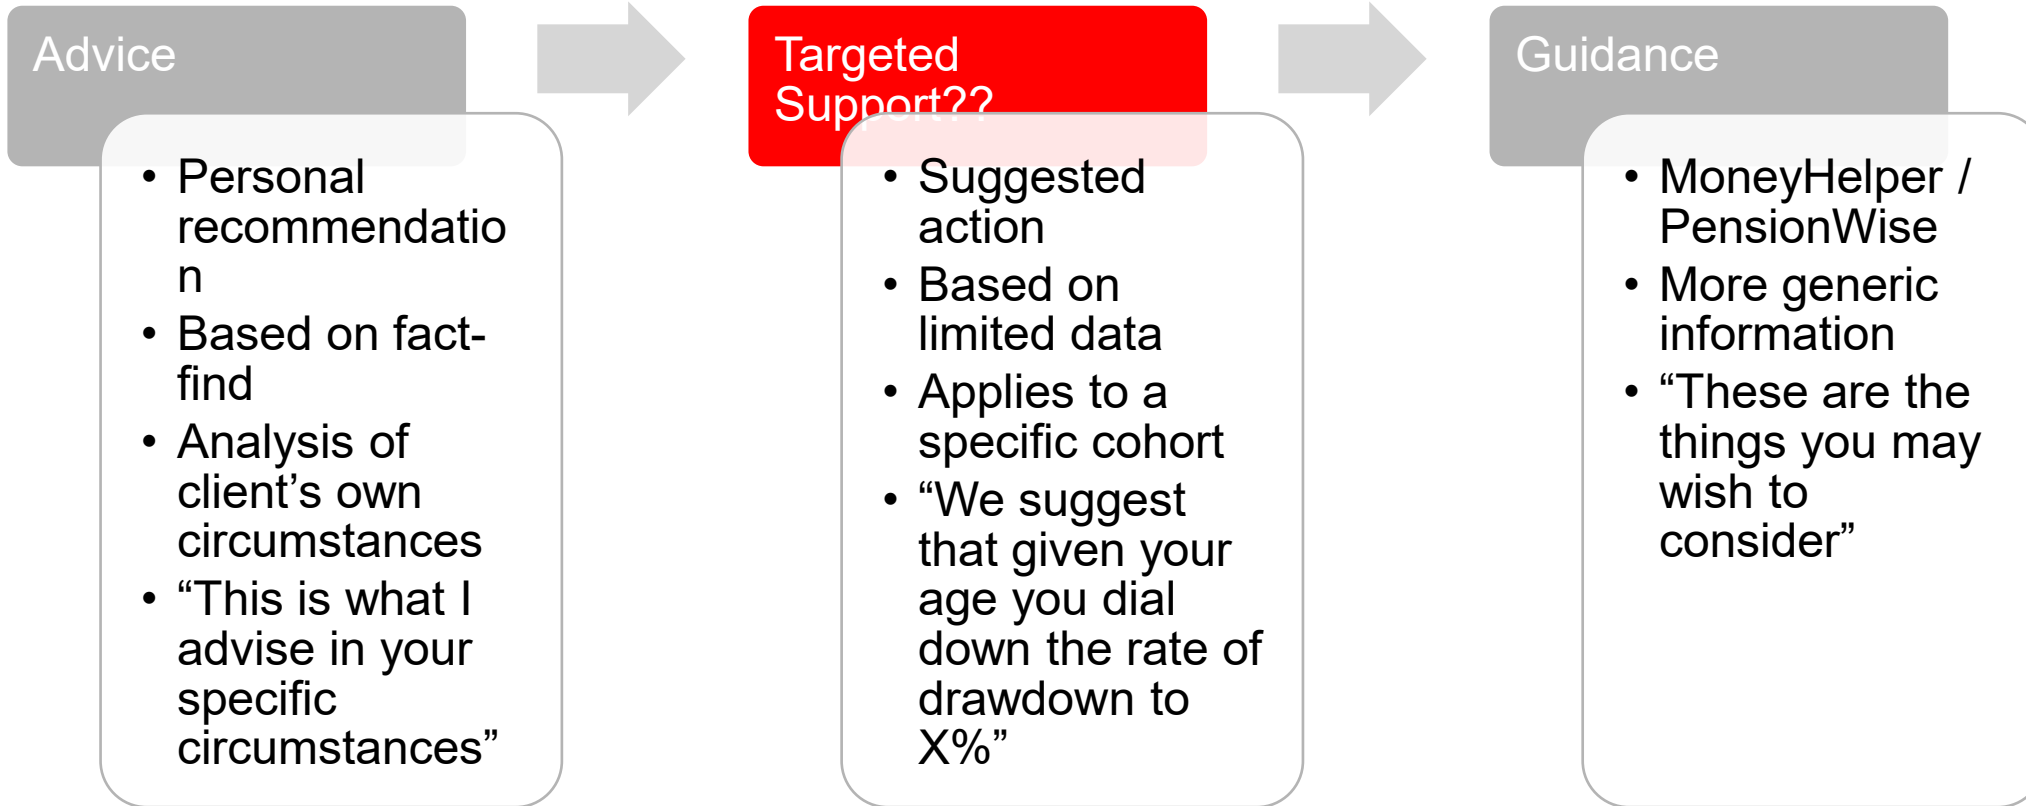 Advice
• Personal
recommendatio
n
• Based on fact-
find
• Analysis of
client’s own
circumstances
• “This is what I
advise in your
specific
circumstances”
Targeted
Support??
• Suggested
action
• Based on
limited data
• Applies to a
specific cohort
• “We suggest
that given your
age you dial
down the rate of
drawdown to
X%”
Guidance
• MoneyHelper /
PensionWise
• More generic
information
• “These are the
things you may
wish to
consider”